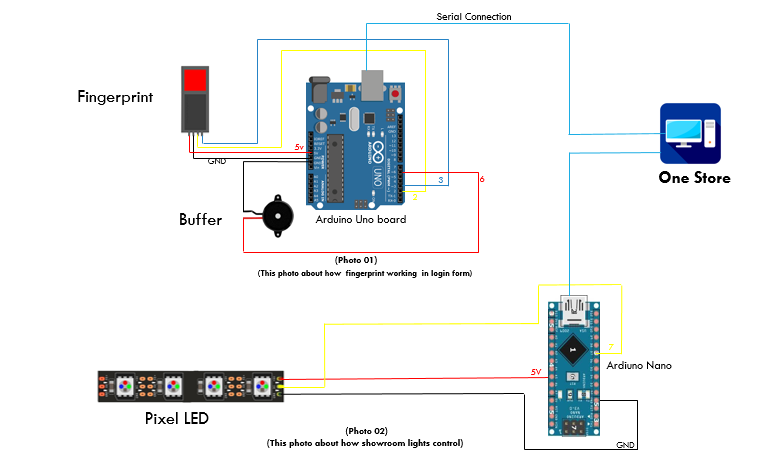 Serial Connection
Fingerprint
5v
GND
3
6
2
One Store
Buffer
UNO
Arduino Uno board
(Photo 01)
(This photo about how fingerprint working in login form)
7
5V
Ardiuno Nano
Pixel LED
(Photo 02)
(This photo about how showroom lights control)
GND